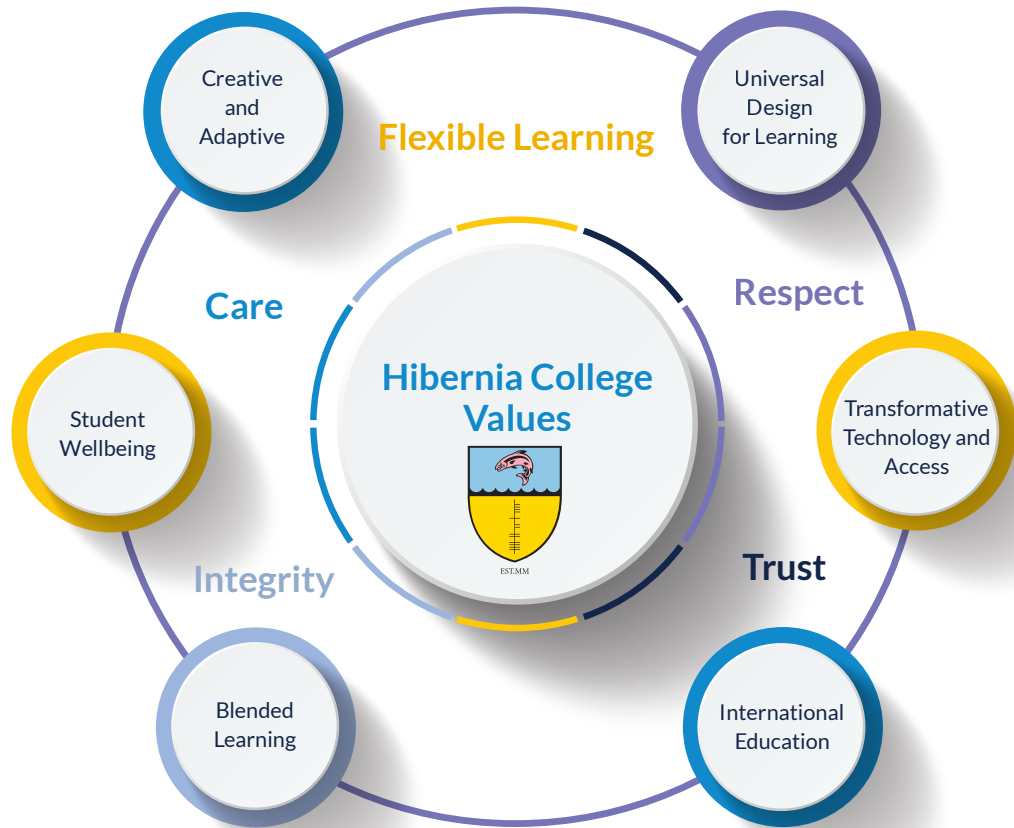 Creative
and
Adaptive
Universal
Design
for Learning
Flexible Learning
Care
Respect
Hibernia College
Values
EST.MM
Student
Wellbeing
Transformative
Technology and
Access
Integrity
Trust
Blended
Learning
International
Education